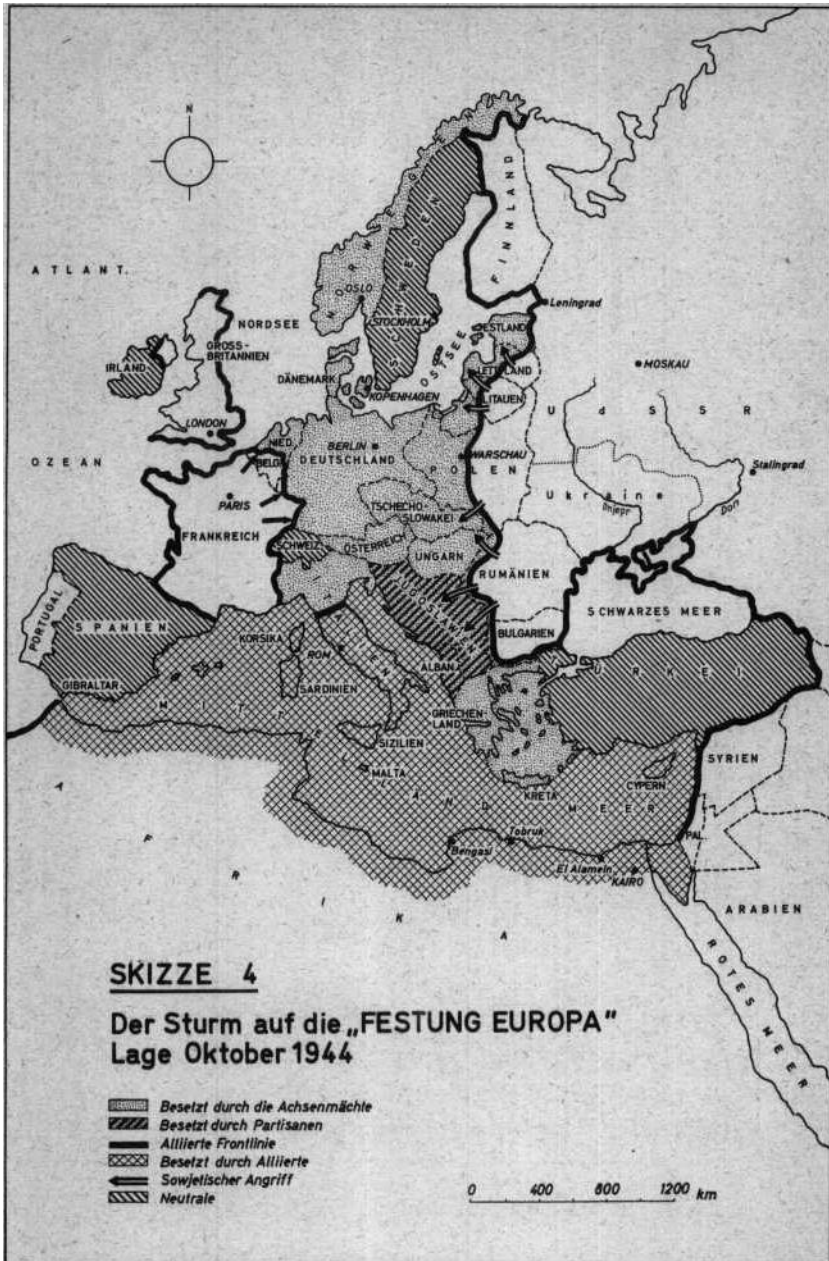 N
ATLANT.
OZEAN
NORDSEE
NORWEGEN
OSLO
SCHWEDEN
STOCKHOLM
FINNLAND
Leningrad
OSTSEE
ESTLAND
LETTLAND
LITAUEN
MOSKAU
UdSSR
IRLAND
GROSS-
BRITANNIEN
LONDON
DÄNEMARK
KOPENHAGEN
NIED.
BELG.
BERLIN
DEUTSCHLAND
WARSCHAU
POLEN
Stalingrad
Ukraine
Dnjepr
Don
PARIS
FRANKREICH
TSCHECHO-
SLOWAKEI
SCHWEIZ
ÖSTERREICH
UNGARN
RUMÄNIEN
JUGOSLAWIEN
SCHWARZES MEER
BULGARIEN
PORTUGAL
SPANIEN
KORSIKA
ROM
ITALIEN
ALBAN.
TÜRKEI
GIBRALTAR
SARDINIEN
GRIECHEN-
LAND
MITTELLANDMEER
SIZILIEN
MALTA
KRETA
CYPERN
SYRIEN
PAL.
Bengasi
Tobruk
El Alamein
KAIRO
AFRIKA
ARABIEN
ROTES MEER
SKIZZE 4
Der Sturm auf die „FESTUNG EUROPA"
Lage Oktober 1944
Besetzt durch die Achsenmächte
Besetzt durch Partisanen
Alliierte Frontlinie
Besetzt durch Alliierte
Sowjetischer Angriff
Neutrale
0 400 800 1200 km